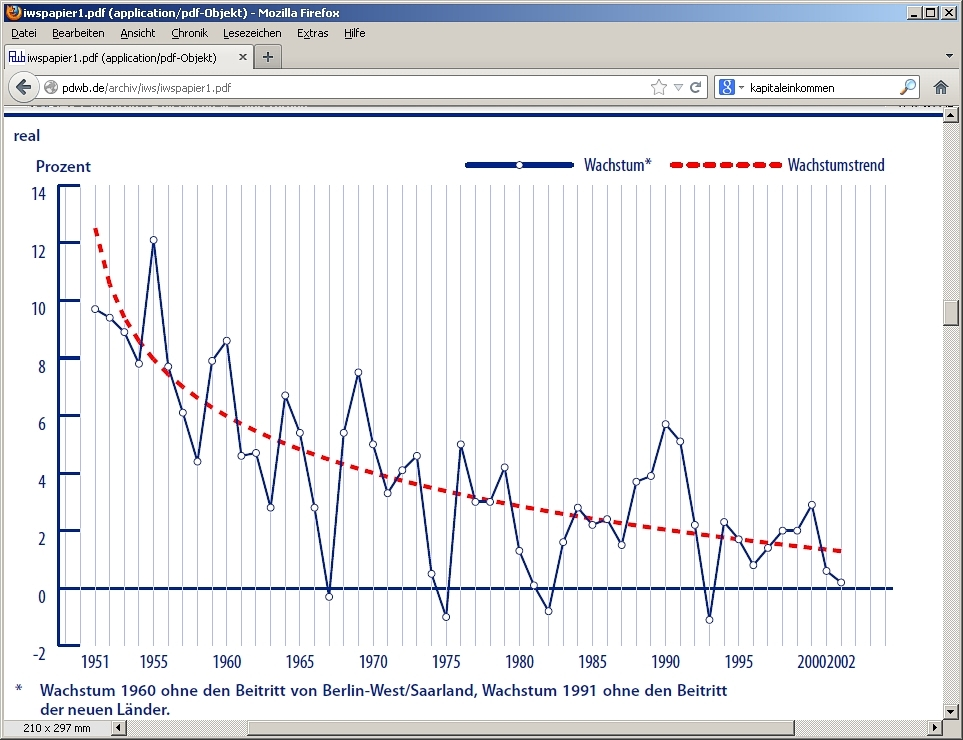 iwspapier1.pdf (application/pdf-Objekt) - Mozilla Firefox
Datei Bearbeiten Ansicht Chronik Lesezeichen Extras Hilfe
iwspapier1.pdf (application/pdf-Objekt)
pdwb.de/archiv/iws/iwspapier1.pdf
kapitaleinkommen
real
Prozent
Wachstum*
Wachstumstrend
14
12
10
8
6
4
2
0
-2
1951 1955 1960 1965 1970 1975 1980 1985 1990 1995 2000 2002
* Wachstum 1960 ohne den Beitritt von Berlin-West/Saarland, Wachstum 1991 ohne den Beitritt
der neuen Länder.
210 x 297 mm